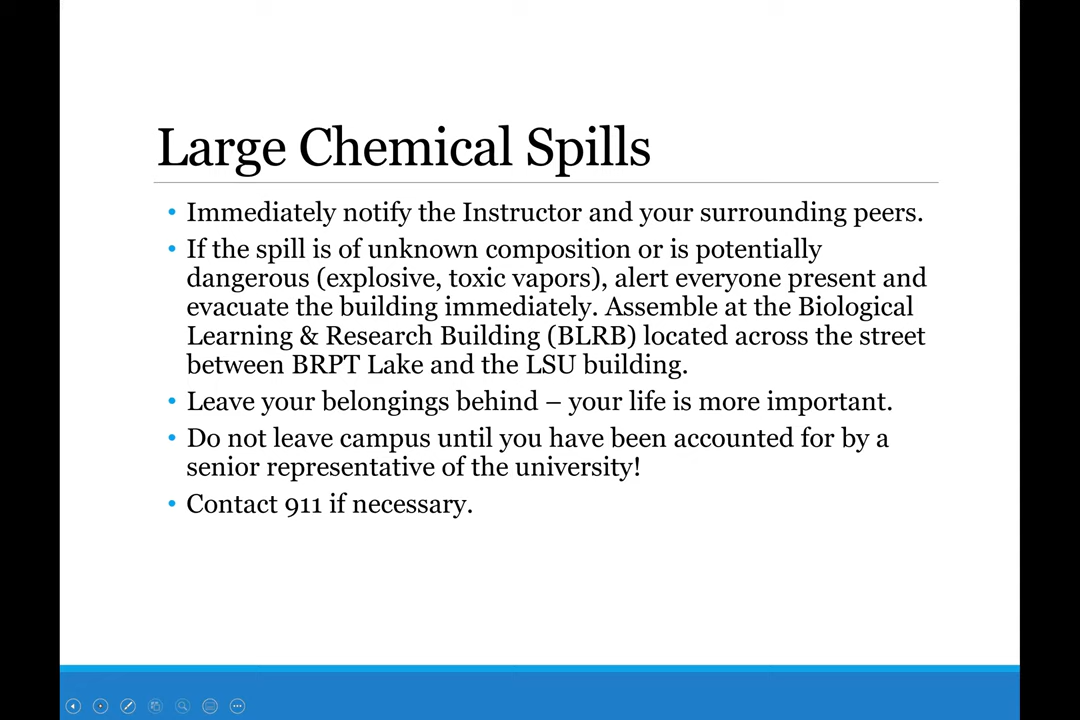 Large Chemical Spills
• Immediately notify the Instructor and your surrounding peers.
• If the spill is of unknown composition or is potentially
dangerous (explosive, toxic vapors), alert everyone present and
evacuate the building immediately. Assemble at the Biological
Learning & Research Building (BLRB) located across the street
between BRPT Lake and the LSU building.
• Leave your belongings behind – your life is more important.
• Do not leave campus until you have been accounted for by a
senior representative of the university!
• Contact 911 if necessary.